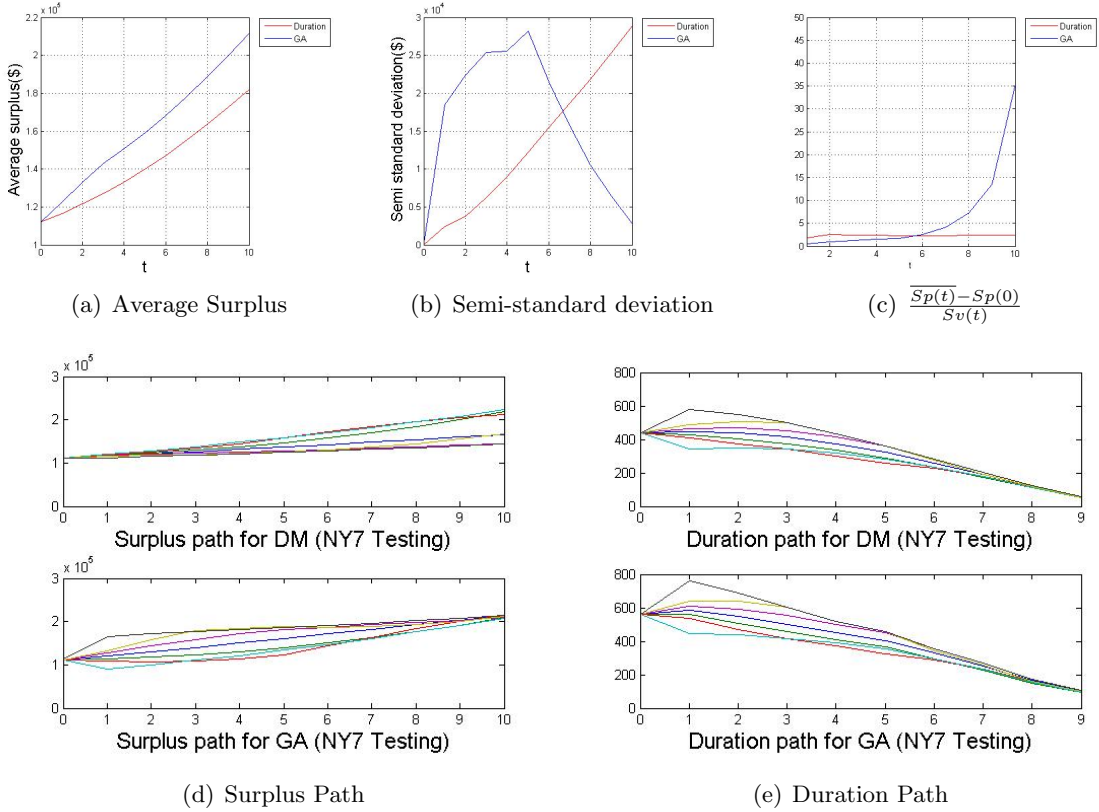 x 10^5
2.2
2
1.8
1.6
1.4
1.2
1
0 2 4 6 8 10
Average surplus($)
t
Duration
GA
(a) Average Surplus
x 10^4
3
2.5
2
1.5
1
0.5
0
0 2 4 6 8 10
Semi standard deviation($)
t
Duration
GA
(b) Semi-standard deviation
50
45
40
35
30
25
20
15
10
5
0
2 4 6 8 10
t
Duration
GA
(c) \frac{\overline{Sp(t)}-Sp(0)}{Sv(t)}
x 10^5
3
2
1
0
0 1 2 3 4 5 6 7 8 9 10
Surplus path for DM (NY7 Testing)
x 10^5
3
2
1
0
0 1 2 3 4 5 6 7 8 9 10
Surplus path for GA (NY7 Testing)
(d) Surplus Path
800
600
400
200
0
0 1 2 3 4 5 6 7 8 9
Duration path for DM (NY7 Testing)
800
600
400
200
0
0 1 2 3 4 5 6 7 8 9
Duration path for GA (NY7 Testing)
(e) Duration Path